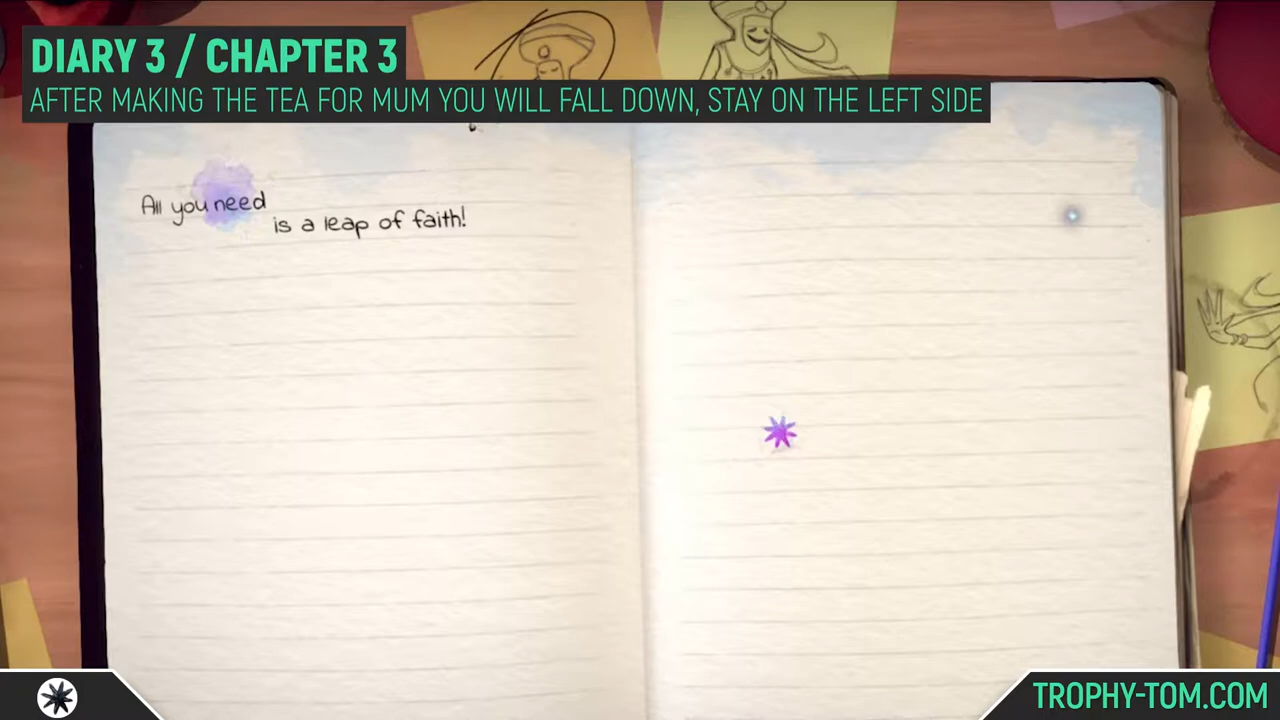 DIARY 3 / CHAPTER 3
AFTER MAKING THE TEA FOR MUM YOU WILL FALL DOWN, STAY ON THE LEFT SIDE
All you need
is a leap of faith!
TROPHY-TOM.COM